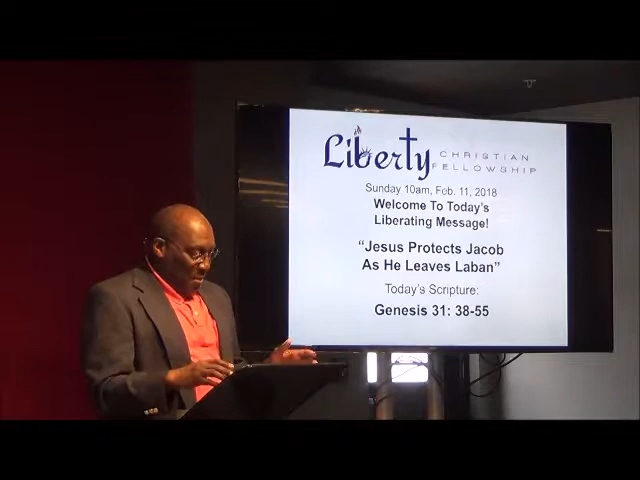 Liberty CHRISTIAN
FELLOWSHIP
Sunday 10am, Feb. 11, 2018
Welcome To Today's
Liberating Message!
"Jesus Protects Jacob
As He Leaves Laban"
Today's Scripture:
Genesis 31: 38-55